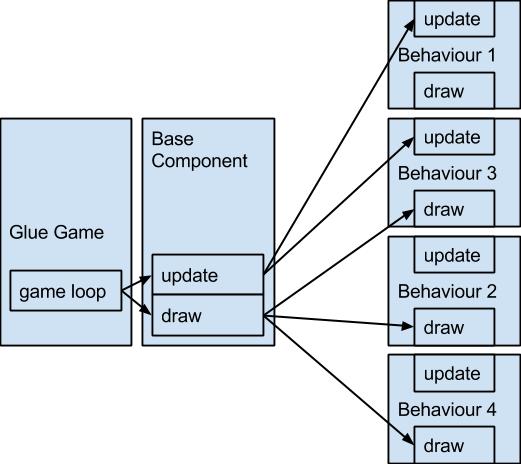 Glue Game
game loop
Base
Component
update
draw
update
Behaviour 1
draw
update
Behaviour 3
draw
update
Behaviour 2
draw
update
Behaviour 4
draw